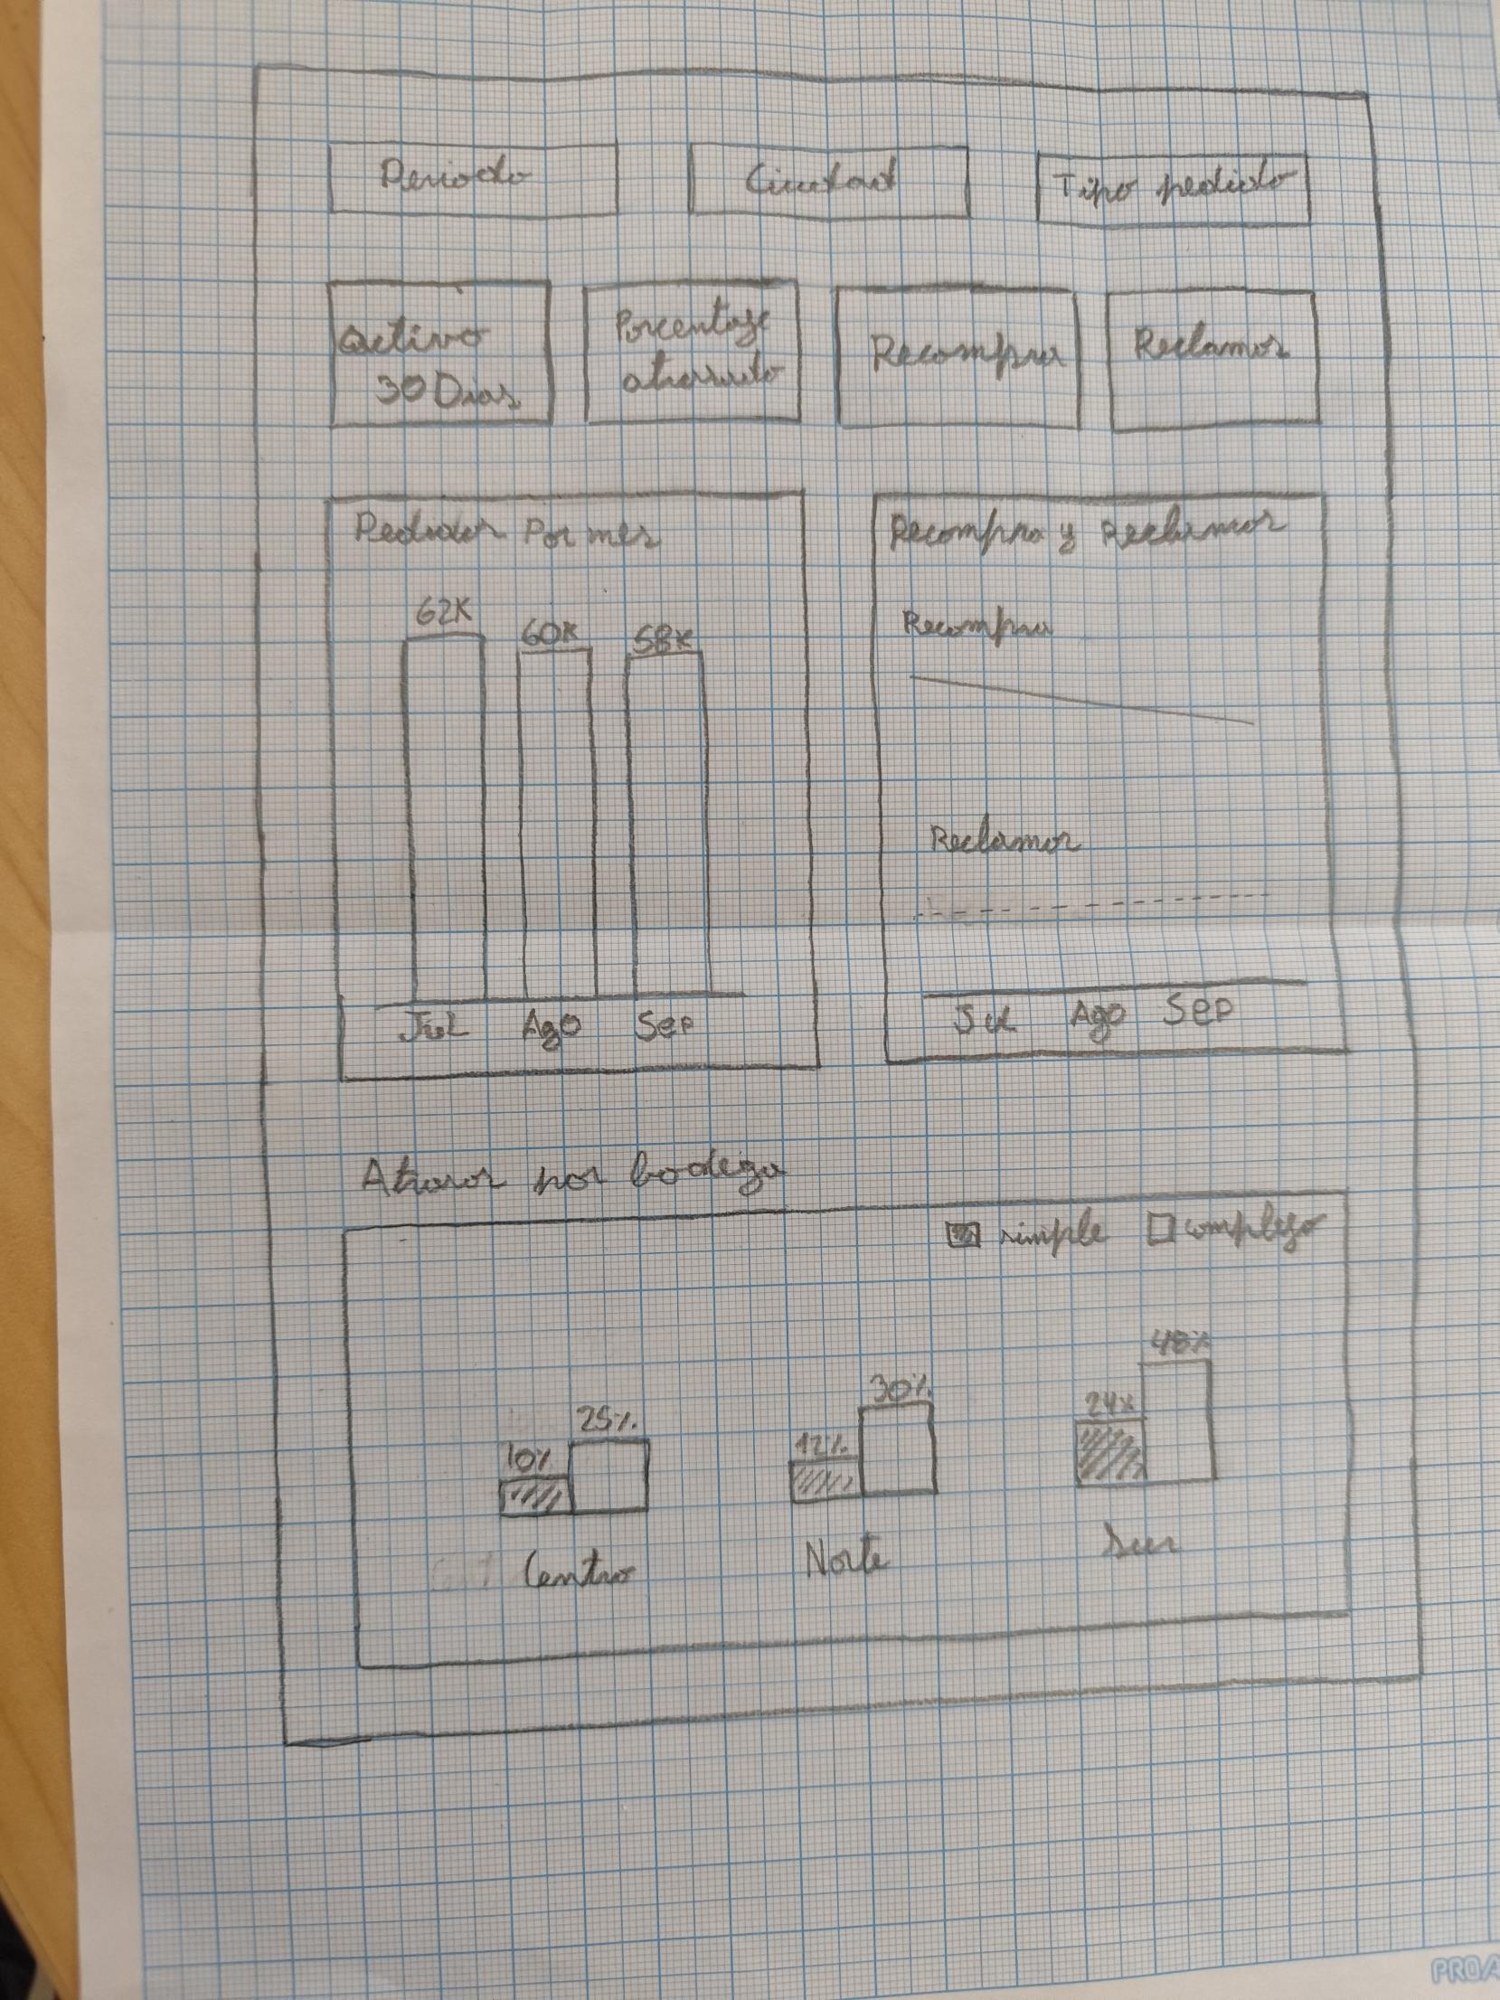 Periodo
Ciudad
Tipo pedido
Activo
30 Dias
Porcentaje
atrasado
Recompra
Reclamos
Pedidos Por mes
62K
60K
58K
Jul Ago Sep
Recompra y Reclamos
Recompra
Reclamos
Jul Ago Sep
Atrasos por bodega
simple complejo
10% 25%
12% 30%
24% 48%
Centro Norte Sur
PROA